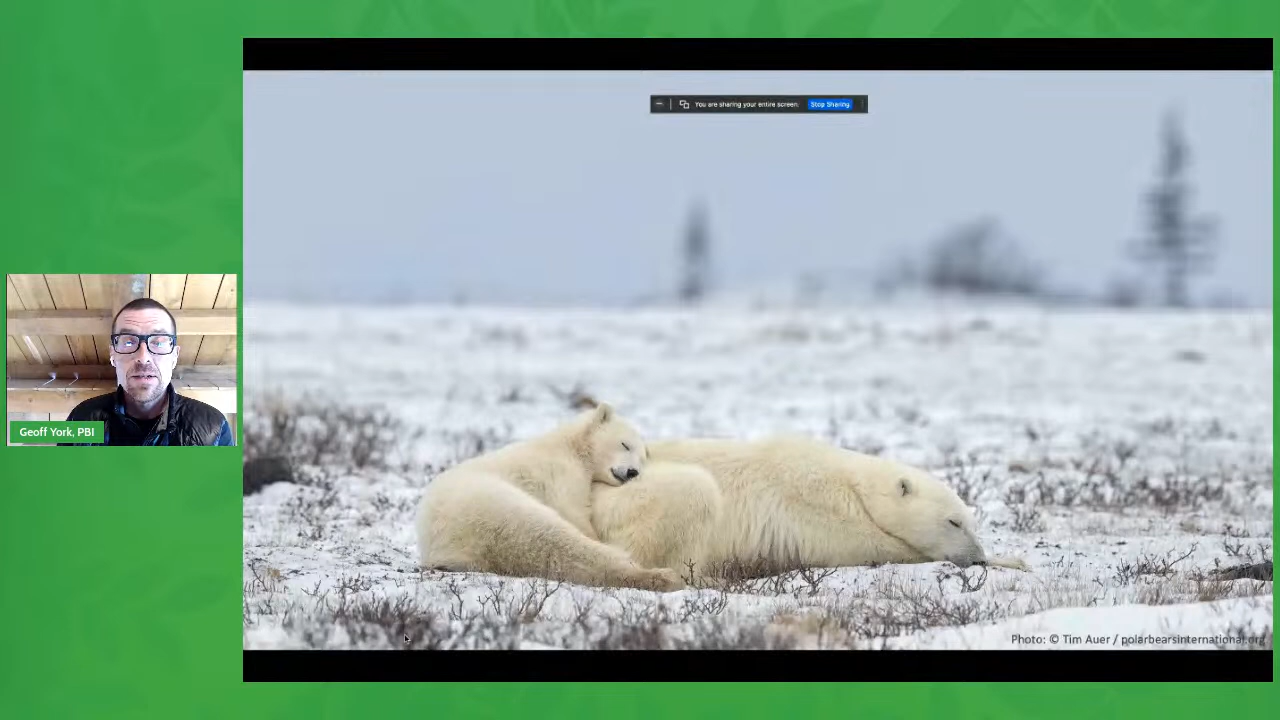 You are sharing your entire screen.
Stop Sharing
Geoff York, PBI
Photo: © Tim Auer / polarbearsinternational.org